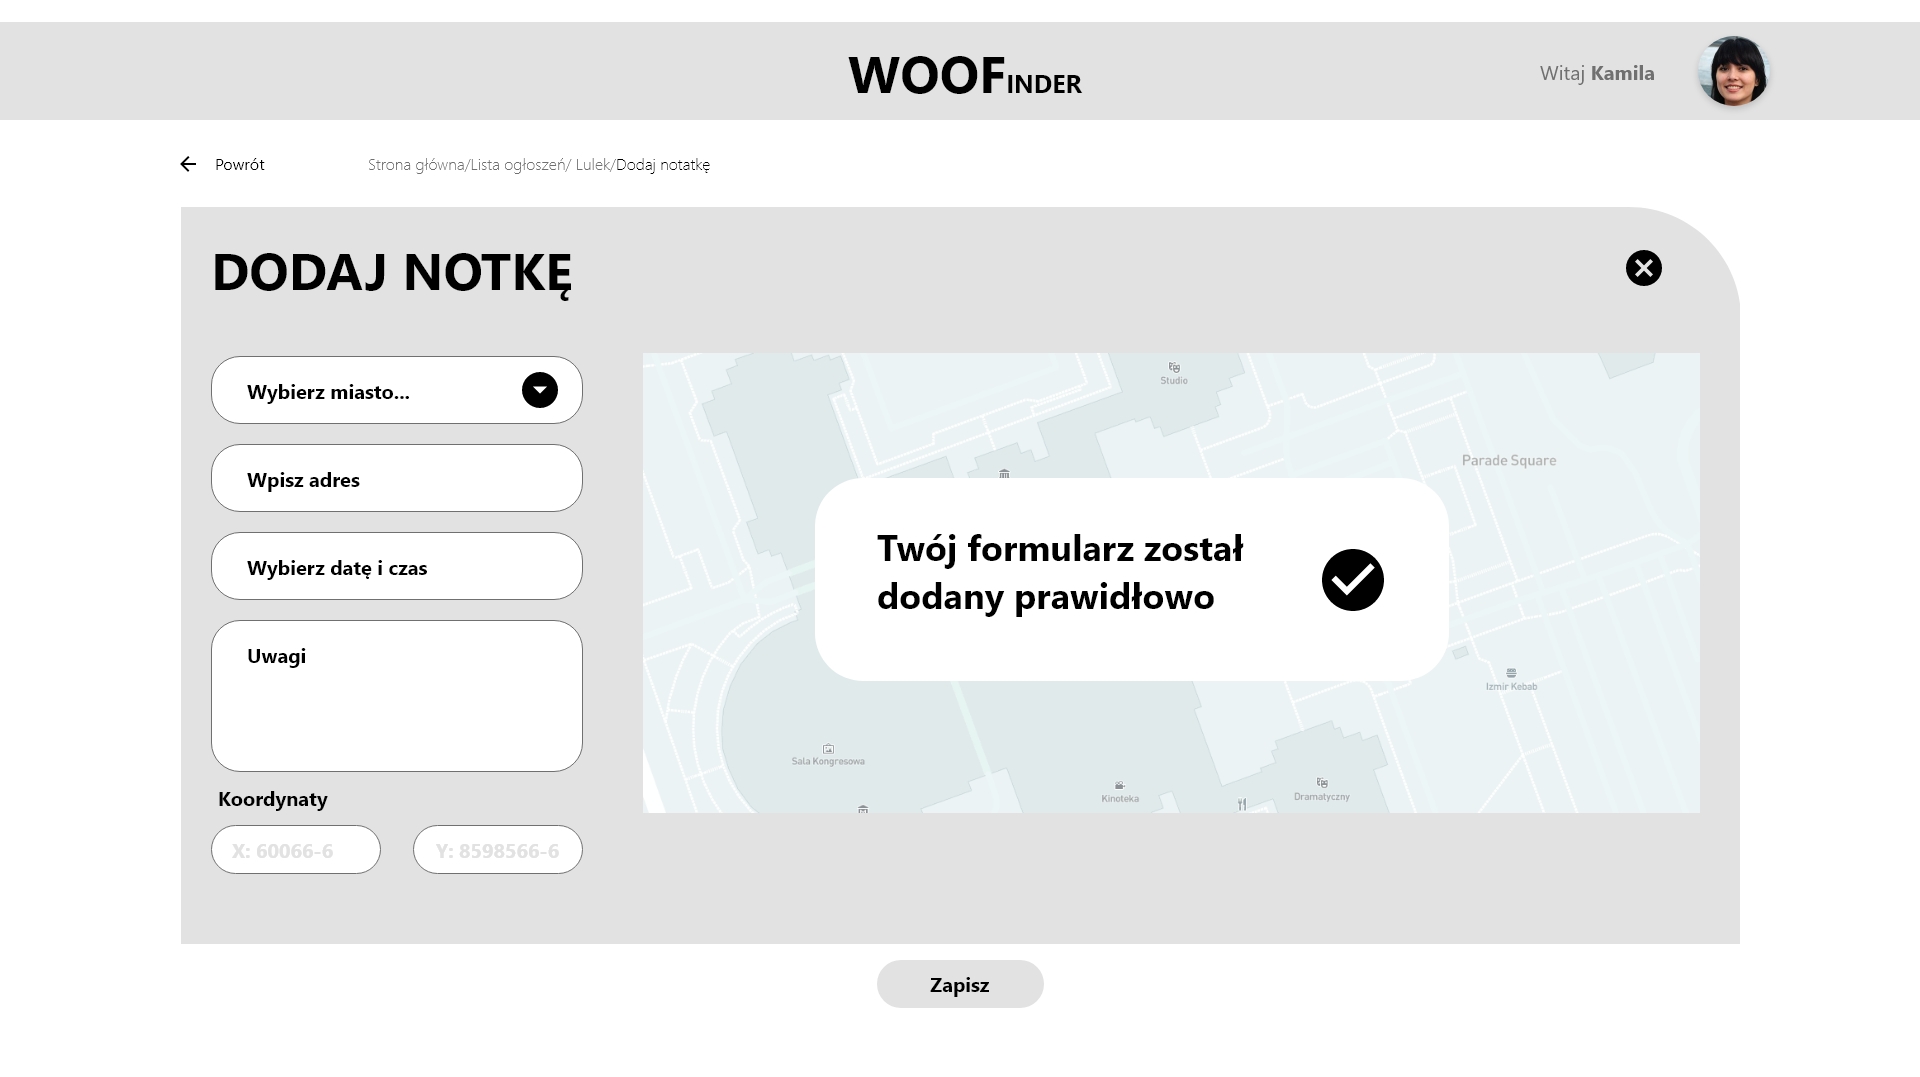 WOOFINDER
Witaj Kamila
Powrót
Strona główna/Lista ogłoszeń/ Lulek/Dodaj notatkę
DODAJ NOTKĘ
Wybierz miasto...
Wpisz adres
Wybierz datę i czas
Uwagi
Koordynaty
X: 60066-6
Y: 8598566-6
Studio
Parade Square
Twój formularz został
dodany prawidłowo
Izmir Kebab
Sala Kongresowa
Kinoteka
Dramatyczny
Zapisz